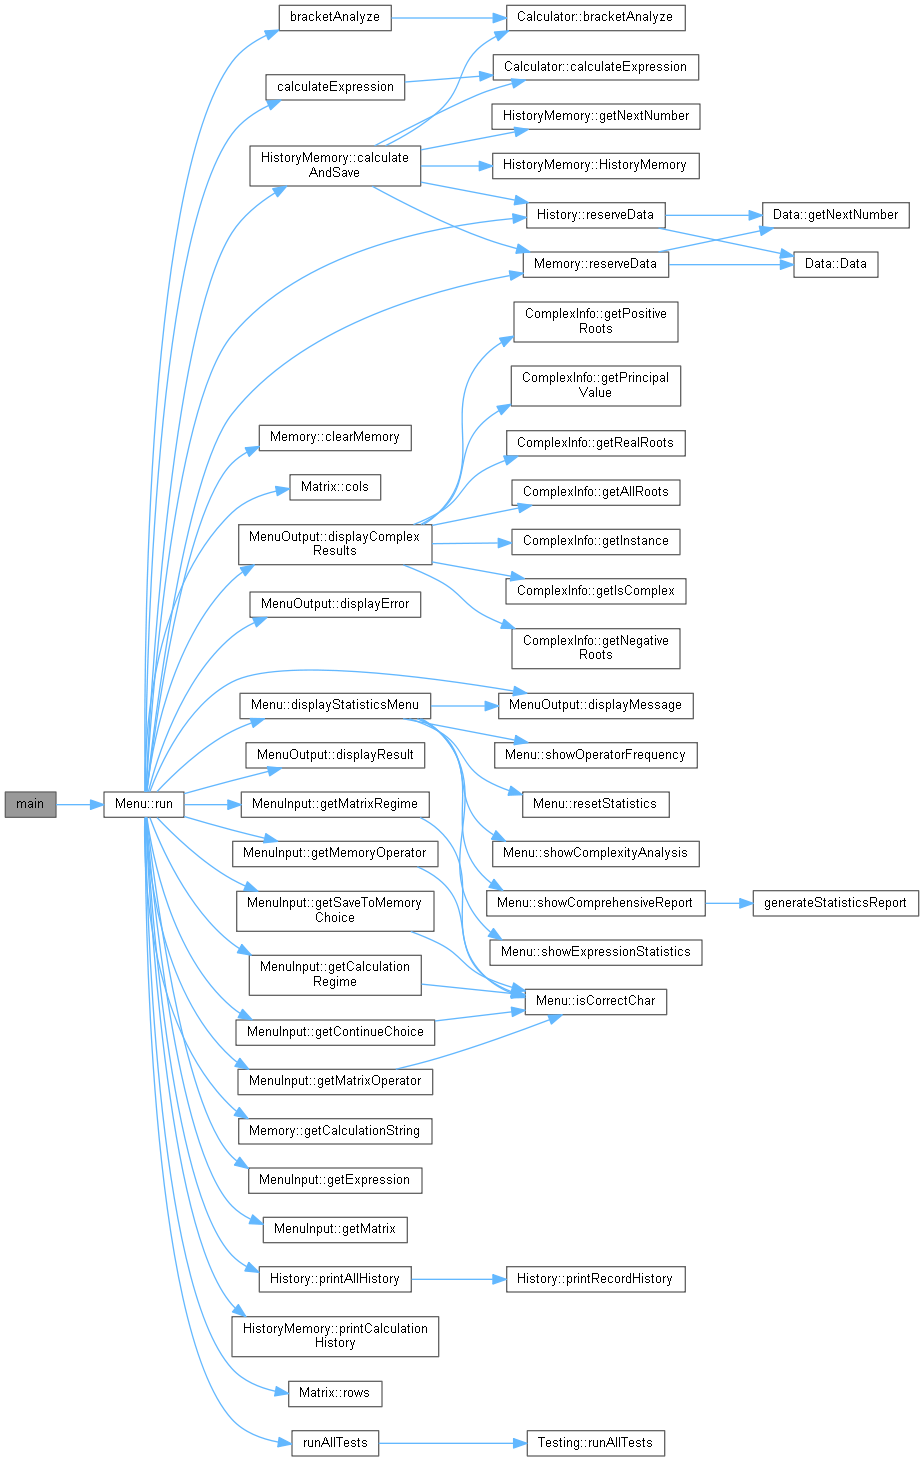 bracketAnalyze
Calculator::bracketAnalyze
Calculator::calculateExpression
calculateExpression
HistoryMemory::getNextNumber
HistoryMemory::calculate
AndSave
HistoryMemory::HistoryMemory
History::reserveData
Data::getNextNumber
Memory::reserveData
Data::Data
ComplexInfo::getPositive
Roots
ComplexInfo::getPrincipal
Value
Memory::clearMemory
ComplexInfo::getRealRoots
Matrix::cols
ComplexInfo::getAllRoots
MenuOutput::displayComplex
Results
ComplexInfo::getInstance
ComplexInfo::getIsComplex
MenuOutput::displayError
ComplexInfo::getNegative
Roots
Menu::displayStatisticsMenu
MenuOutput::displayMessage
MenuOutput::displayResult
Menu::showOperatorFrequency
main
Menu::run
MenuInput::getMatrixRegime
Menu::resetStatistics
MenuInput::getMemoryOperator
Menu::showComplexityAnalysis
MenuInput::getSaveToMemory
Choice
Menu::showComprehensiveReport
generateStatisticsReport
Menu::showExpressionStatistics
MenuInput::getCalculation
Regime
Menu::isCorrectChar
MenuInput::getContinueChoice
MenuInput::getMatrixOperator
Memory::getCalculationString
MenuInput::getExpression
MenuInput::getMatrix
History::printAllHistory
History::printRecordHistory
HistoryMemory::printCalculation
History
Matrix::rows
runAllTests
Testing::runAllTests